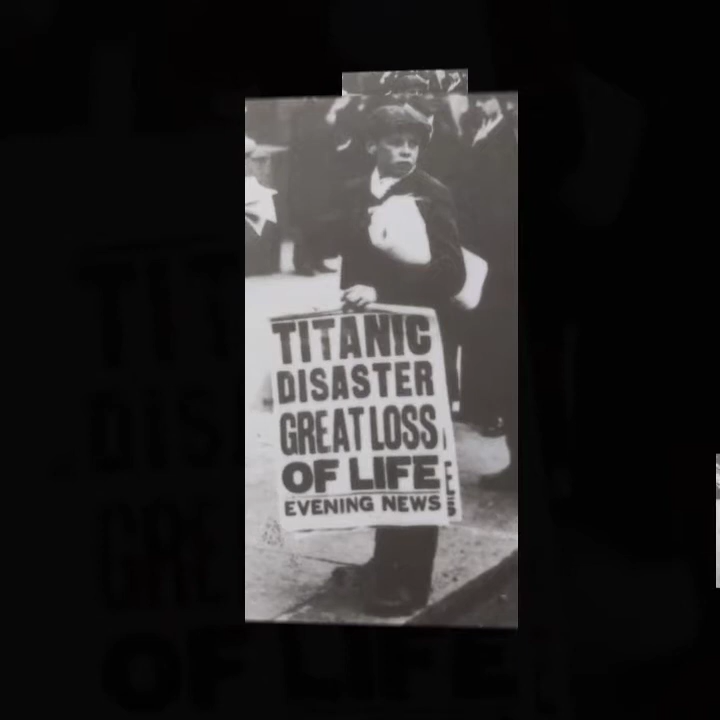 TITANIC
DISASTER
GREAT LOSS
OF LIFE
EVENING NEWS